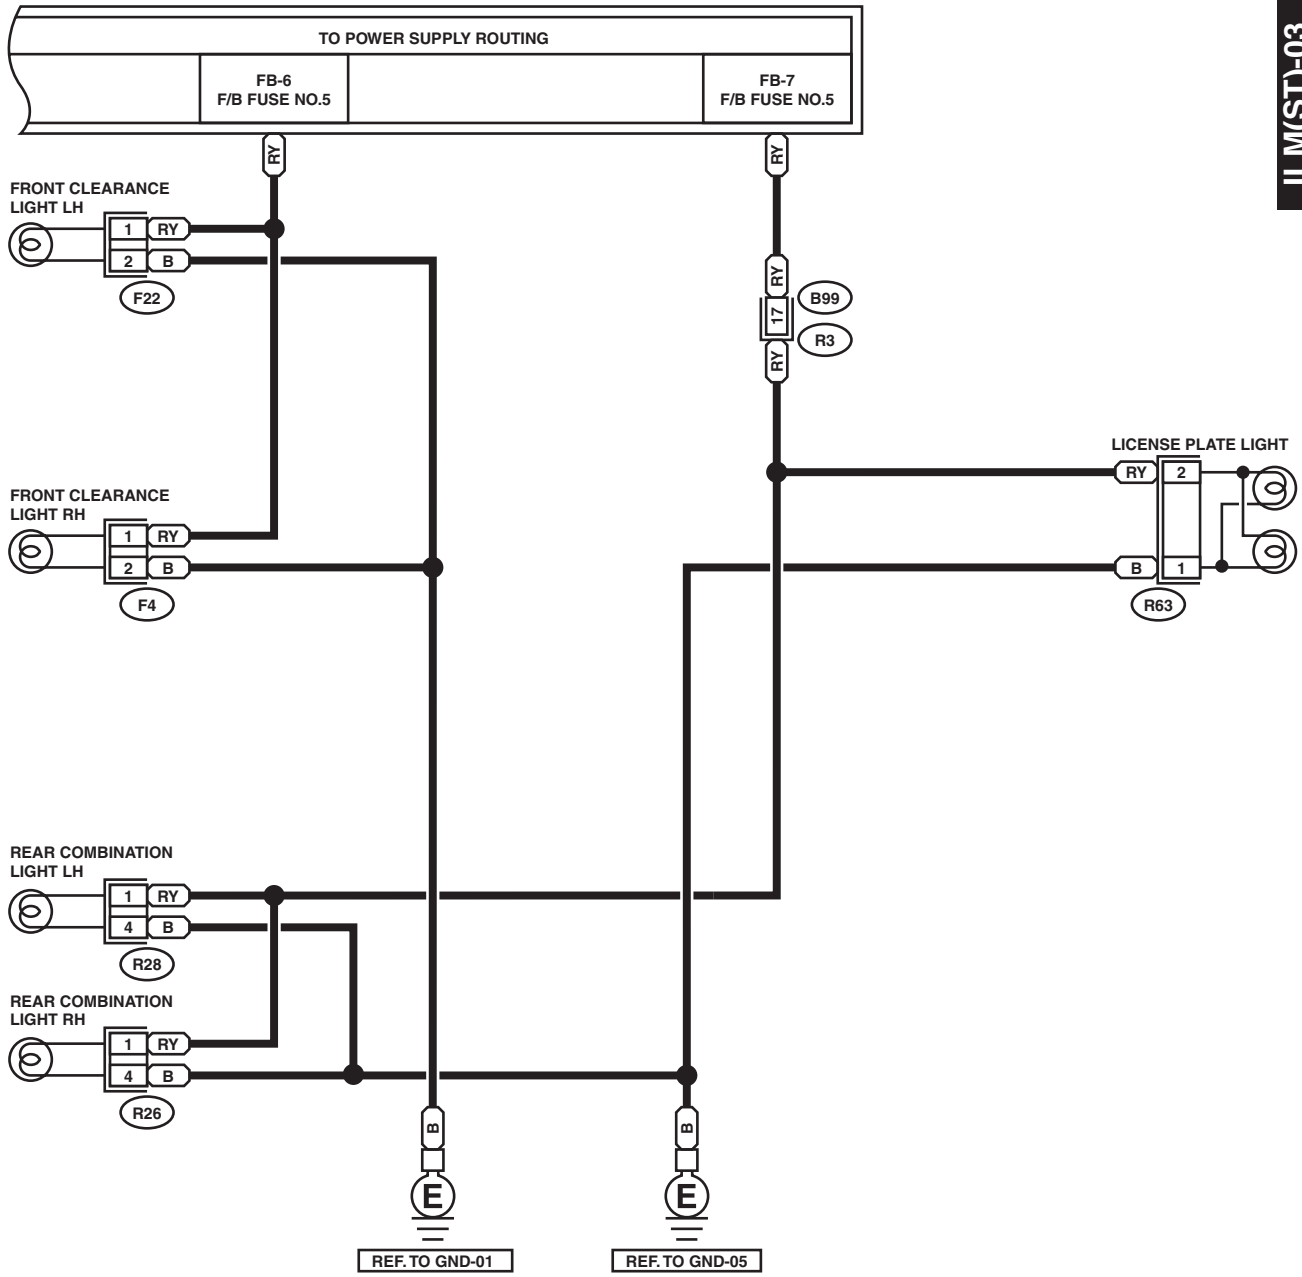 TO POWER SUPPLY ROUTING
FB-6
F/B FUSE NO.5
FB-7
F/B FUSE NO.5
ILM(ST)-03
RY
RY
FRONT CLEARANCE
LIGHT LH
1 RY
2 B
F22
RY
17
B99
R3
RY
LICENSE PLATE LIGHT
RY 2
B 1
R63
FRONT CLEARANCE
LIGHT RH
1 RY
2 B
F4
REAR COMBINATION
LIGHT LH
1 RY
4 B
R28
REAR COMBINATION
LIGHT RH
1 RY
4 B
R26
B
B
E
E
REF. TO GND-01
REF. TO GND-05